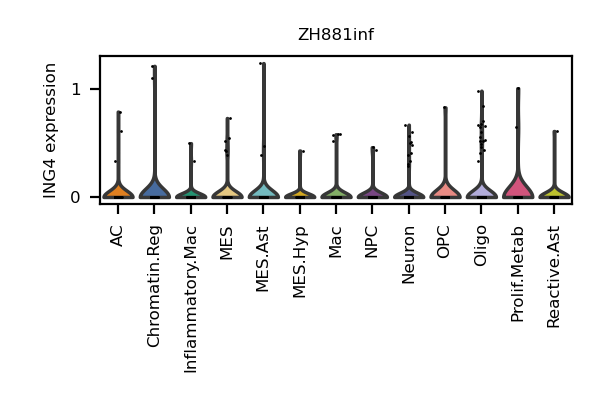 ZH881inf
ING4 expression
1
0
AC
Chromatin.Reg
Inflammatory.Mac
MES
MES.Ast
MES.Hyp
Mac
NPC
Neuron
OPC
Oligo
Prolif.Metab
Reactive.Ast